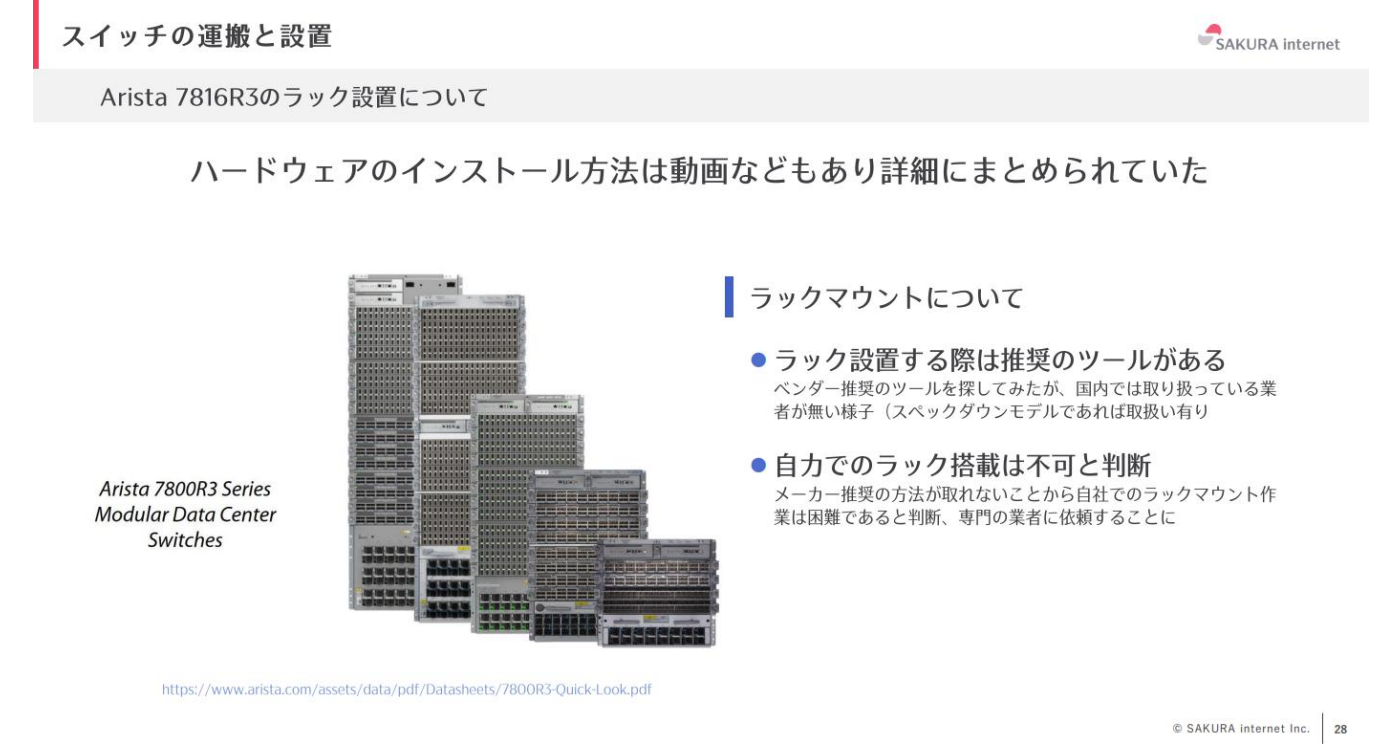 スイッチの運搬と設置
SAKURA internet
Arista 7816R3のラック設置について
ハードウェアのインストール方法は動画などもあり詳細にまとめられていた
Arista 7800R3 Series
Modular Data Center
Switches
https://www.arista.com/assets/data/pdf/Datasheets/7800R3-Quick-Look.pdf
ラックマウントについて
● ラック設置する際は推奨のツールがある
ベンダー推奨のツールを探してみたが、国内では取り扱っている業
者が無い様子（スペックダウンモデルであれば取扱い有り
● 自力でのラック搭載は不可と判断
メーカー推奨の方法が取れないことから自社でのラックマウント作
業は困難であると判断、専門の業者に依頼することに
© SAKURA internet Inc.
28